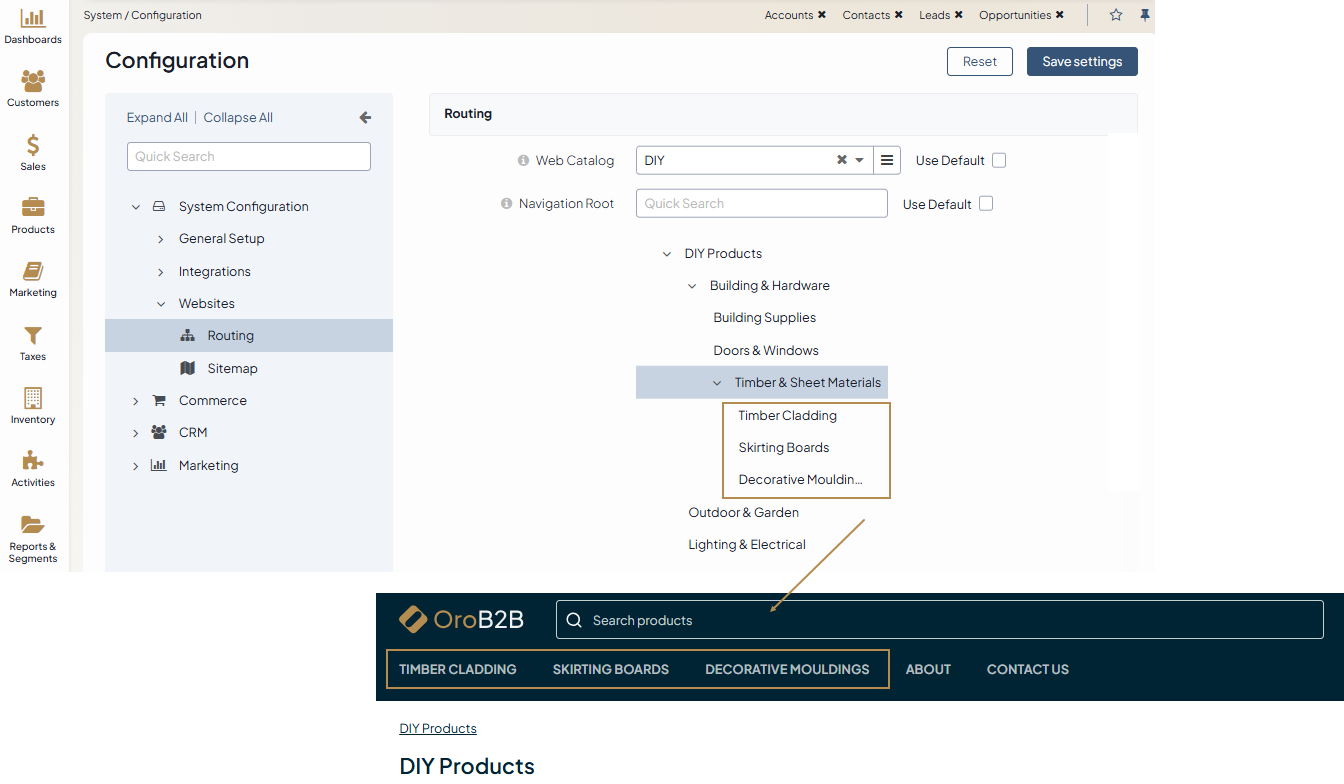 System / Configuration
Accounts ✖ Contacts ✖ Leads ✖ Opportunities ✖
Dashboards
Customers
Sales
Products
Marketing
Taxes
Inventory
Activities
Reports &
Segments
Configuration
Reset
Save settings
Expand All | Collapse All
Quick Search
System Configuration
General Setup
Integrations
Websites
Routing
Sitemap
Commerce
CRM
Marketing
Routing
Web Catalog DIY Use Default
Navigation Root Quick Search Use Default
DIY Products
Building & Hardware
Building Supplies
Doors & Windows
Timber & Sheet Materials
Timber Cladding
Skirting Boards
Decorative Mouldin...
Outdoor & Garden
Lighting & Electrical
OroB2B
Search products
TIMBER CLADDING SKIRTING BOARDS DECORATIVE MOULDINGS ABOUT CONTACT US
DIY Products
DIY Products